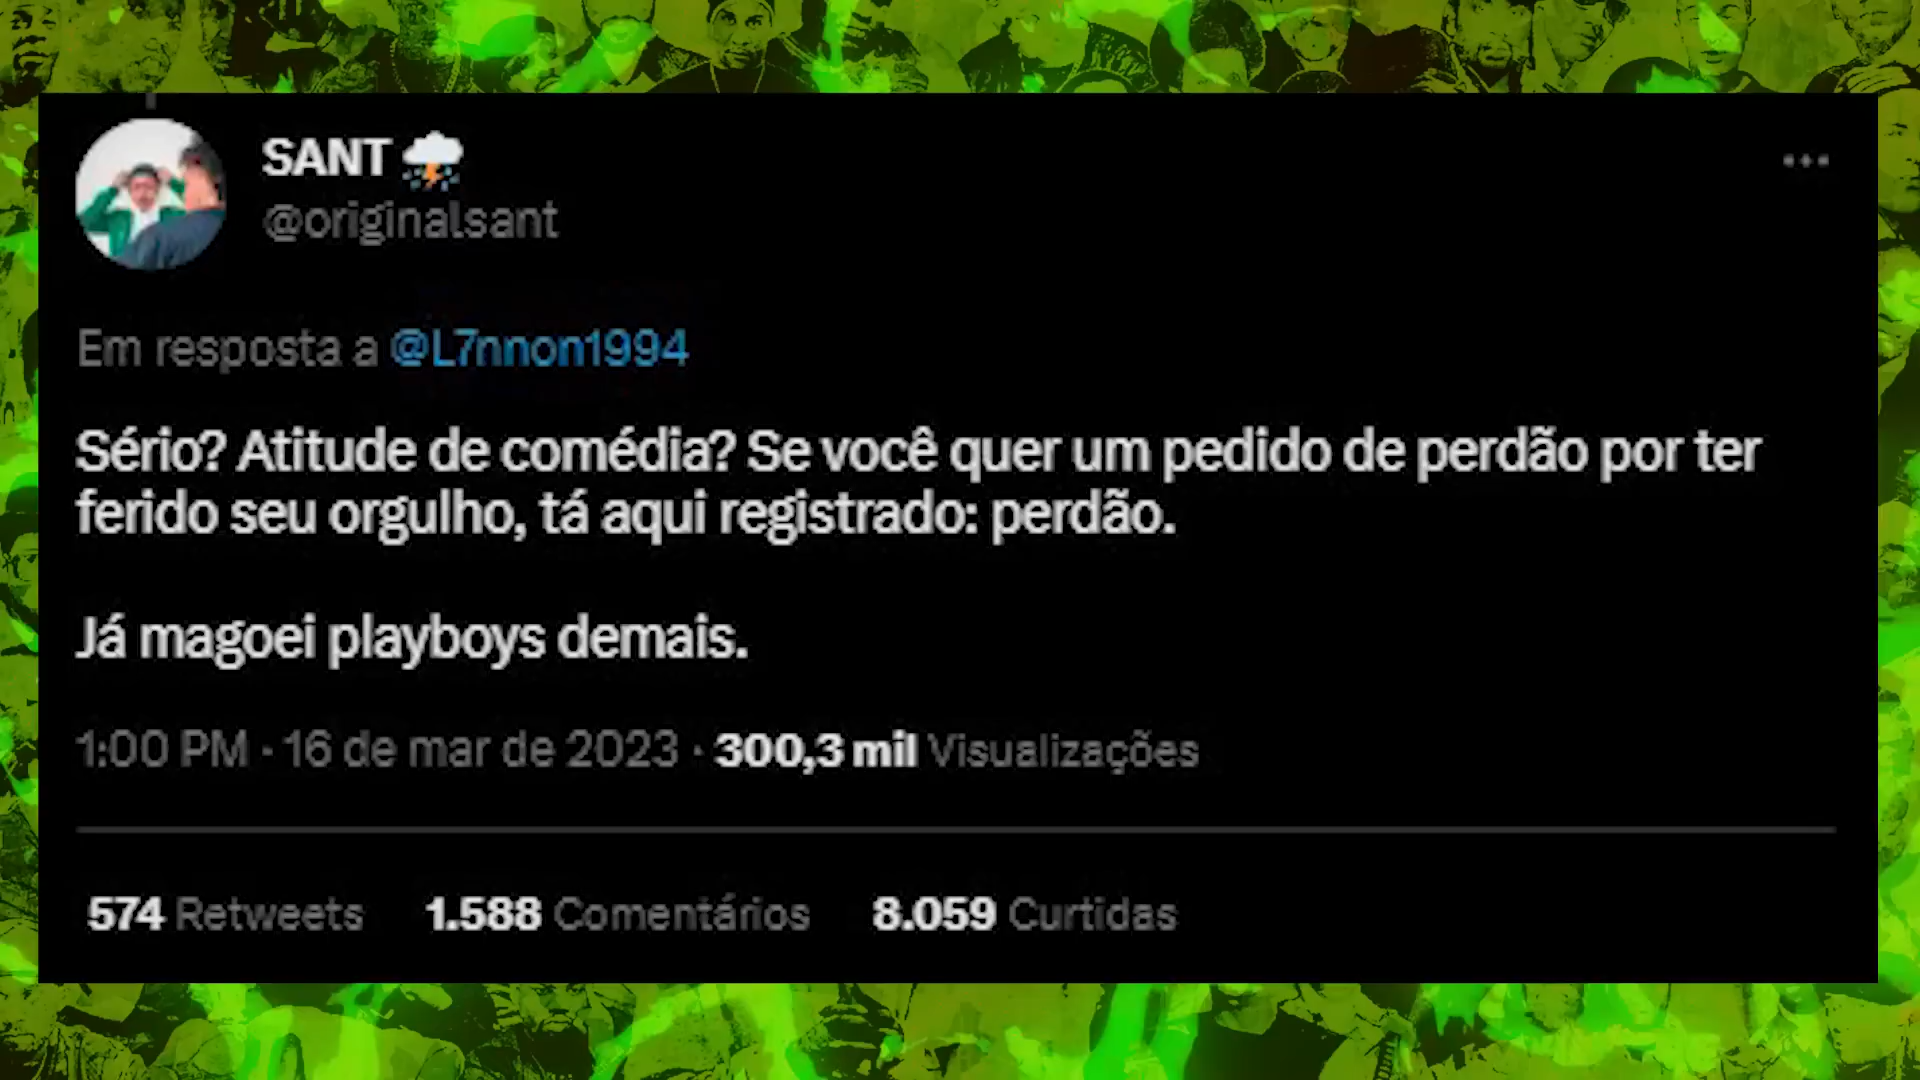 SANT
@originalsant
Em resposta a @L7nnon1994
Sério? Atitude de comédia? Se você quer um pedido de perdão por ter
ferido seu orgulho, tá aqui registrado: perdão.
Já magoei playboys demais.
1:00 PM · 16 de mar de 2023 · 300,3 mil Visualizações
574 Retweets 1.588 Comentários 8.059 Curtidas